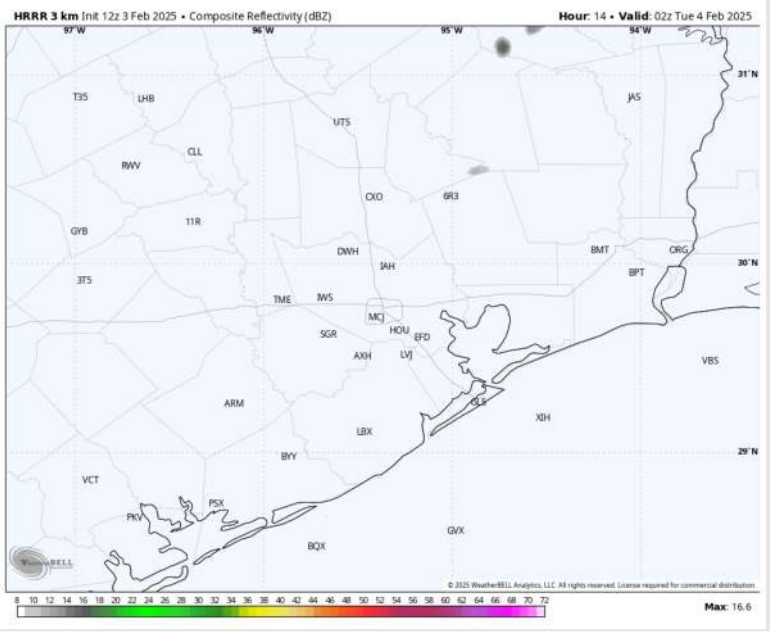 HRRR 3 km Init 12z 3 Feb 2025 • Composite Reflectivity (dBZ)
Hour: 14 • Valid: 02z Tue 4 Feb 2025
97°W 96°W 95°W 94°W
31°N
T35 LHB JAS
UTS
CLL
RWV
CXO 6R3
11R
GYB
DWH BMT ORG
IAH 30°N
BPT
3T5
TME IWS
MCJ
SGR HOU EFD
AXH LVJ VBS
ARM GLS
XIH
LBX
BYY 29°N
VCT
PSX
PKV
GVX
BQX
WeatherBELL
© 2025 WeatherBELL Analytics, LLC. All rights reserved. License required for commercial distribution.
8 10 12 14 16 18 20 22 24 26 28 30 32 34 36 38 40 42 44 46 48 50 52 54 56 58 60 62 64 66 68 70 72
Max: 16.6